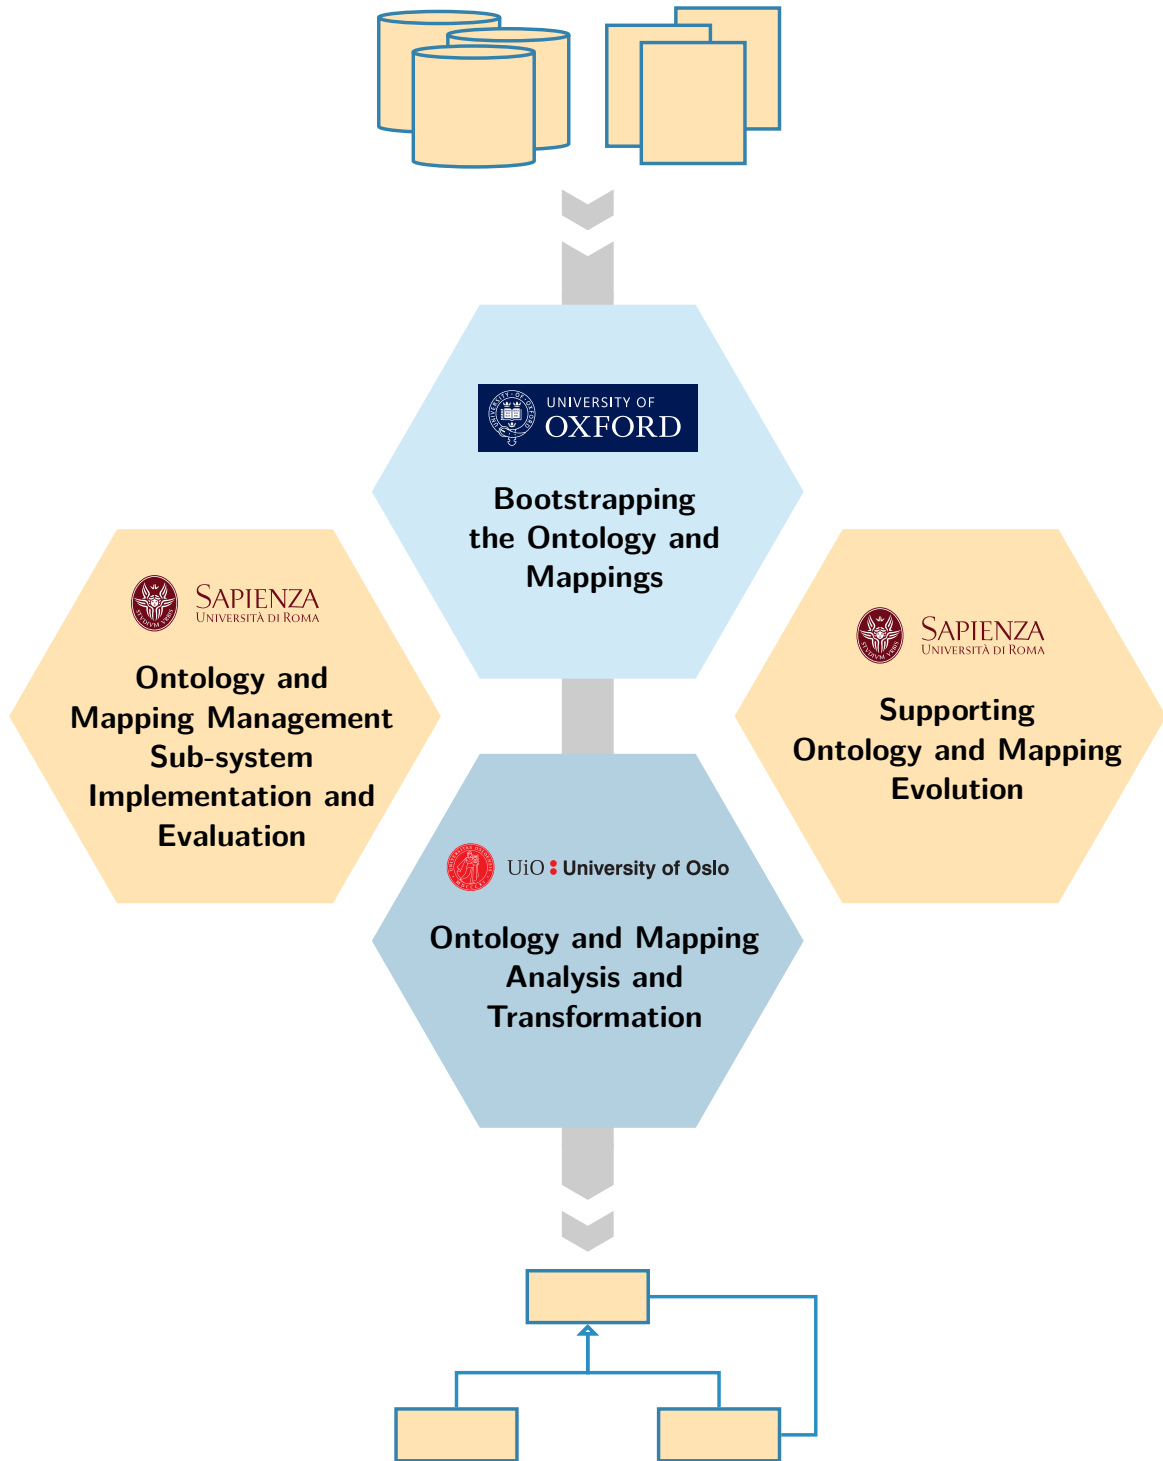 UNIVERSITY OF
OXFORD
Bootstrapping
the Ontology and
Mappings
SAPIENZA
UNIVERSITÀ DI ROMA
Ontology and
Mapping Management
Sub-system
Implementation and
Evaluation
SAPIENZA
UNIVERSITÀ DI ROMA
Supporting
Ontology and Mapping
Evolution
UiO : University of Oslo
Ontology and Mapping
Analysis and
Transformation